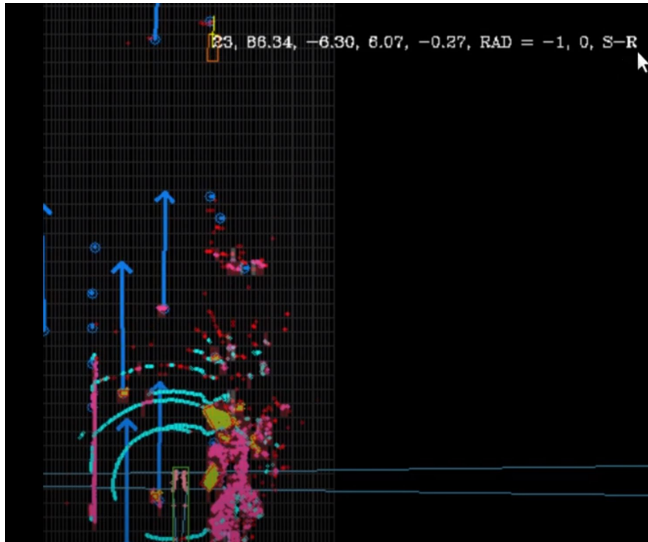 23, 86.34, −6.30, 6.07, −0.27, RAD = −1, 0, S−R